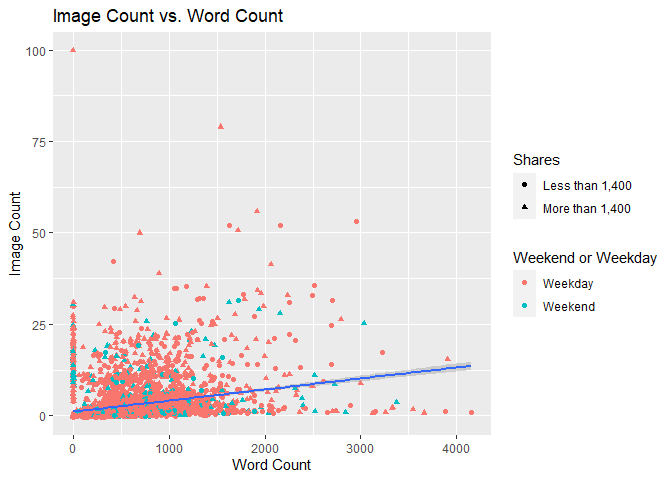 Image Count vs. Word Count
100
75
50
25
0
Image Count
0 1000 2000 3000 4000
Word Count
Shares
Less than 1,400
More than 1,400
Weekend or Weekday
Weekday
Weekend